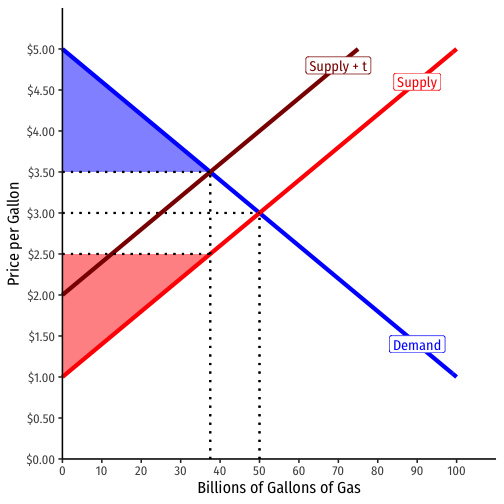 $5.00
$4.50
$4.00
$3.50
$3.00
$2.50
$2.00
$1.50
$1.00
$0.50
$0.00
Price per Gallon
Supply + t
Supply
Demand
0 10 20 30 40 50 60 70 80 90 100
Billions of Gallons of Gas